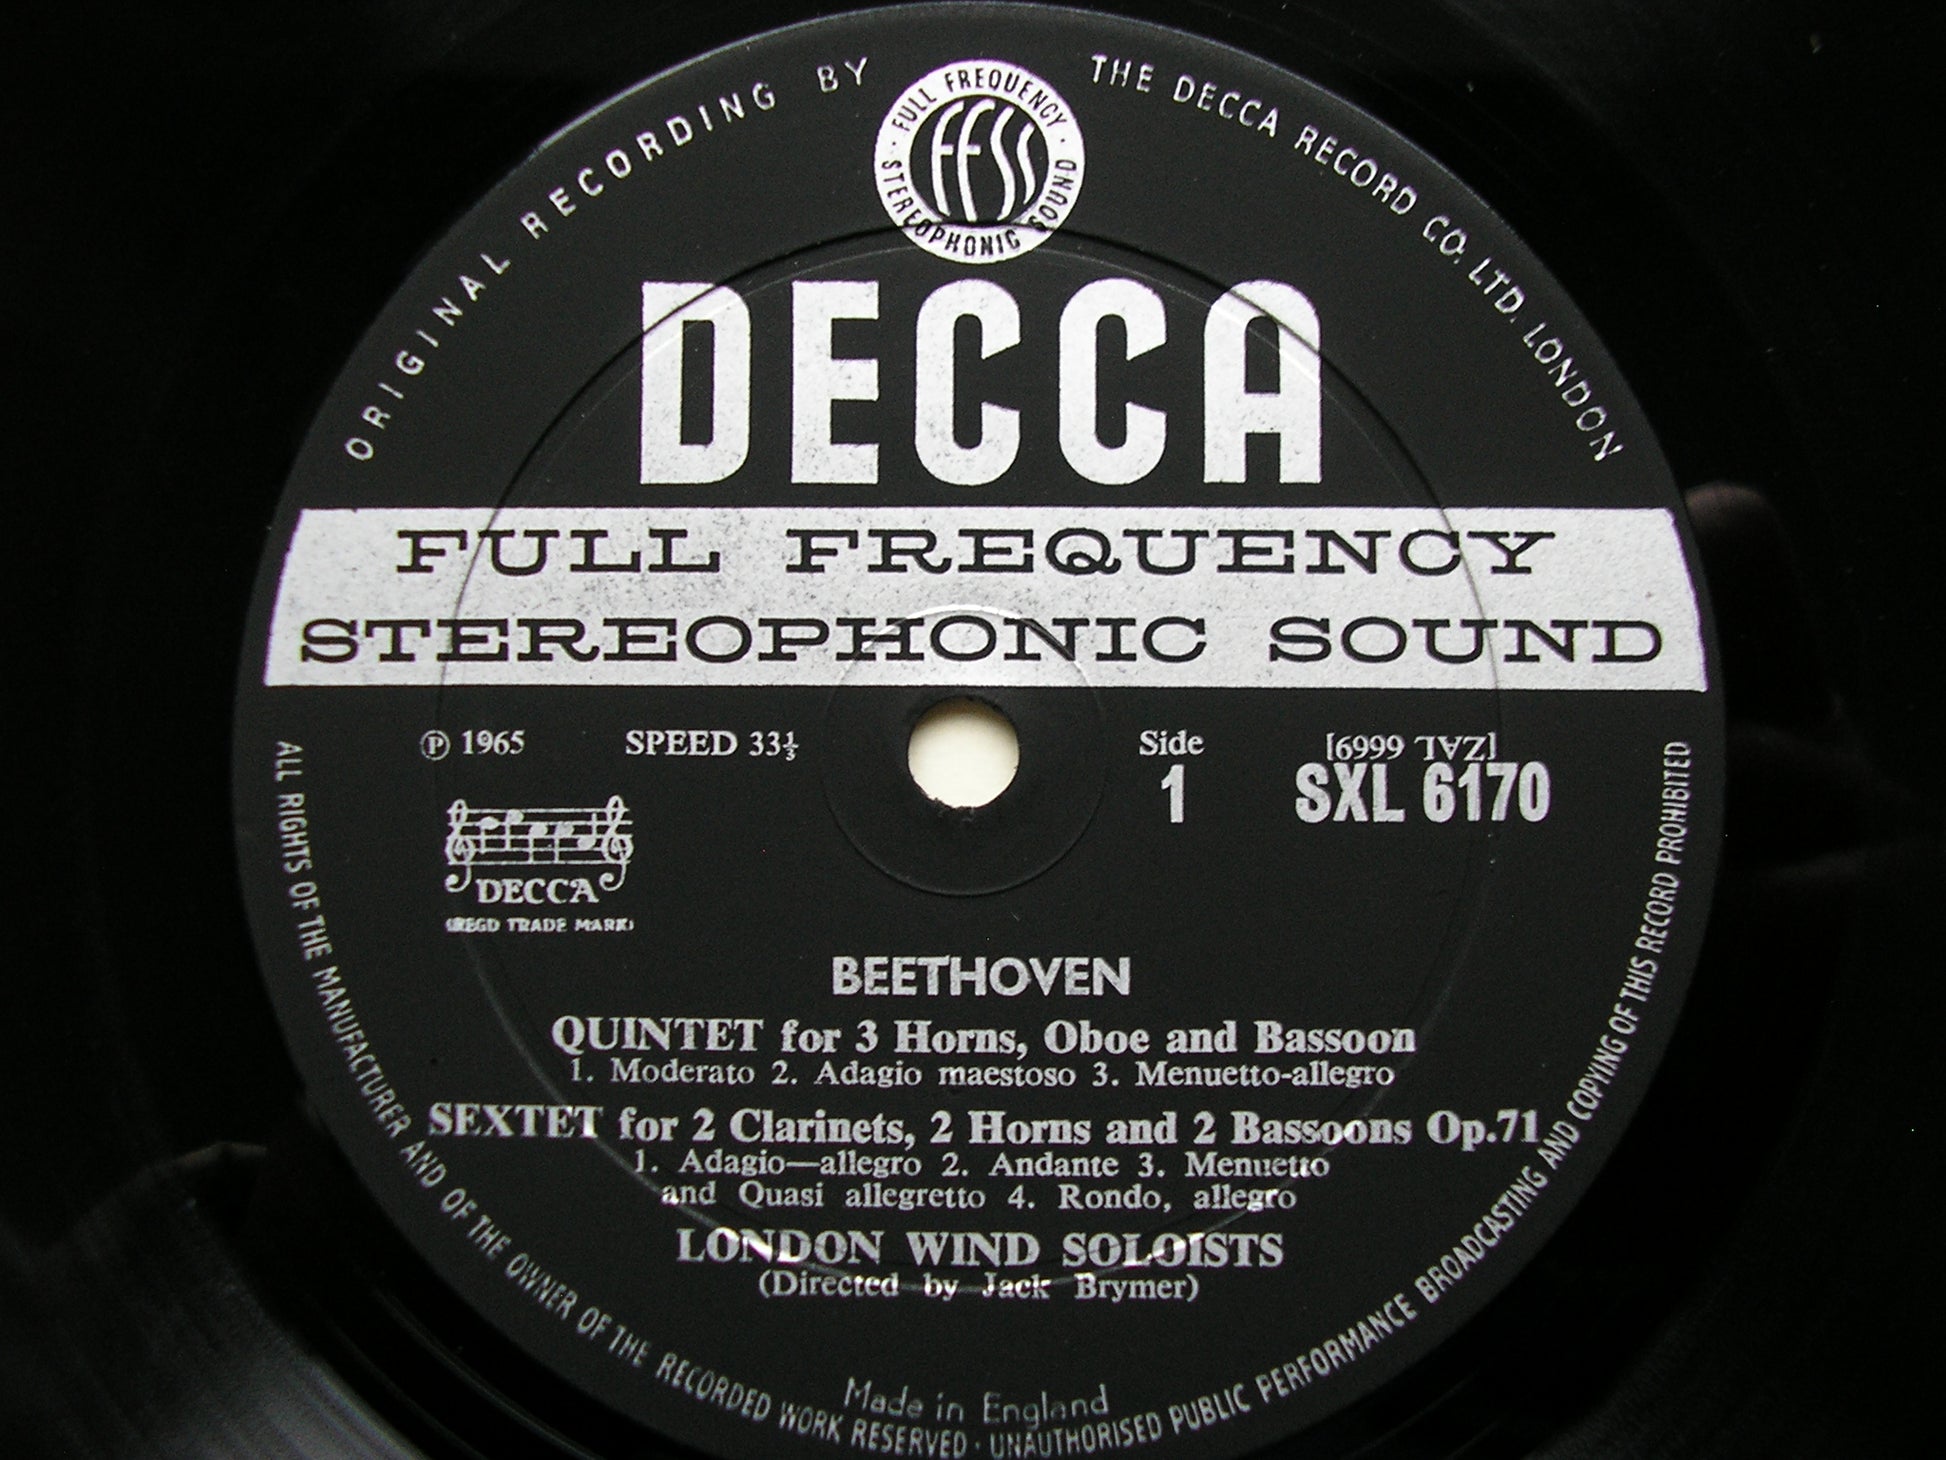 ORIGINAL RECORDING BY THE DECCA RECORD CO. LTD. LONDON
FULL FREQUENCY · STEREOPHONIC SOUND ·
FFSS
DECCA
FULL FREQUENCY
STEREOPHONIC SOUND
℗ 1965 SPEED 33⅓ Side [ZAL 6669]
1 SXL 6170
DECCA
(REGD TRADE MARK)
BEETHOVEN
QUINTET for 3 Horns, Oboe and Bassoon
1. Moderato 2. Adagio maestoso 3. Menuetto-allegro
SEXTET for 2 Clarinets, 2 Horns and 2 Bassoons Op.71
1. Adagio—allegro 2. Andante 3. Menuetto
and Quasi allegretto 4. Rondo, allegro
LONDON WIND SOLOISTS
(Directed by Jack Brymer)
Made in England
ALL RIGHTS OF THE MANUFACTURER AND OF THE OWNER OF THE RECORDED WORK RESERVED · UNAUTHORISED PUBLIC PERFORMANCE BROADCASTING AND COPYING OF THIS RECORD PROHIBITED